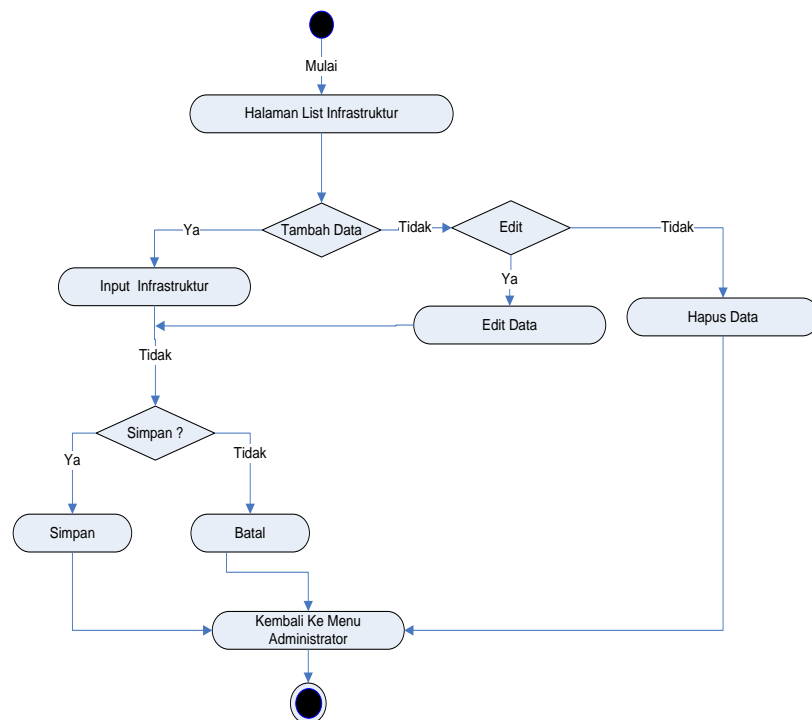 Mulai
Halaman List Infrastruktur
Ya
Tambah Data
Tidak
Edit
Tidak
Input Infrastruktur
Ya
Edit Data
Hapus Data
Tidak
Simpan ?
Ya
Tidak
Simpan
Batal
Kembali Ke Menu
Administrator